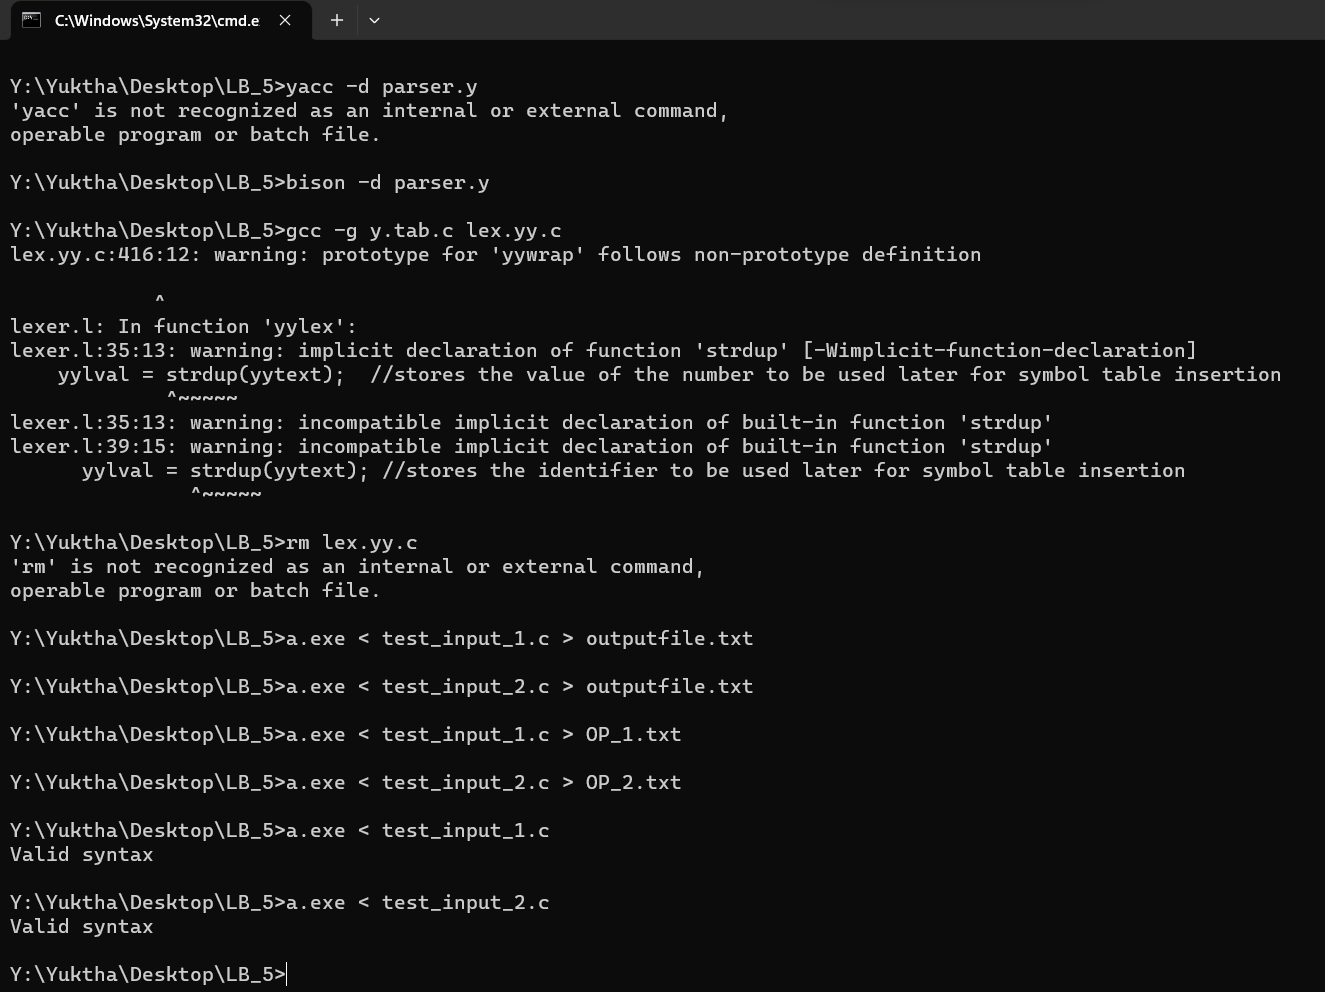 C:\Windows\System32\cmd.e
Y:\Yuktha\Desktop\LB_5>yacc -d parser.y
'yacc' is not recognized as an internal or external command,
operable program or batch file.
Y:\Yuktha\Desktop\LB_5>bison -d parser.y
Y:\Yuktha\Desktop\LB_5>gcc -g y.tab.c lex.yy.c
lex.yy.c:416:12: warning: prototype for 'yywrap' follows non-prototype definition
^
lexer.l: In function 'yylex':
lexer.l:35:13: warning: implicit declaration of function 'strdup' [-Wimplicit-function-declaration]
yylval = strdup(yytext);  //stores the value of the number to be used later for symbol table insertion
^~~~~~
lexer.l:35:13: warning: incompatible implicit declaration of built-in function 'strdup'
lexer.l:39:15: warning: incompatible implicit declaration of built-in function 'strdup'
yylval = strdup(yytext); //stores the identifier to be used later for symbol table insertion
^~~~~~
Y:\Yuktha\Desktop\LB_5>rm lex.yy.c
'rm' is not recognized as an internal or external command,
operable program or batch file.
Y:\Yuktha\Desktop\LB_5>a.exe < test_input_1.c > outputfile.txt
Y:\Yuktha\Desktop\LB_5>a.exe < test_input_2.c > outputfile.txt
Y:\Yuktha\Desktop\LB_5>a.exe < test_input_1.c > OP_1.txt
Y:\Yuktha\Desktop\LB_5>a.exe < test_input_2.c > OP_2.txt
Y:\Yuktha\Desktop\LB_5>a.exe < test_input_1.c
Valid syntax
Y:\Yuktha\Desktop\LB_5>a.exe < test_input_2.c
Valid syntax
Y:\Yuktha\Desktop\LB_5>